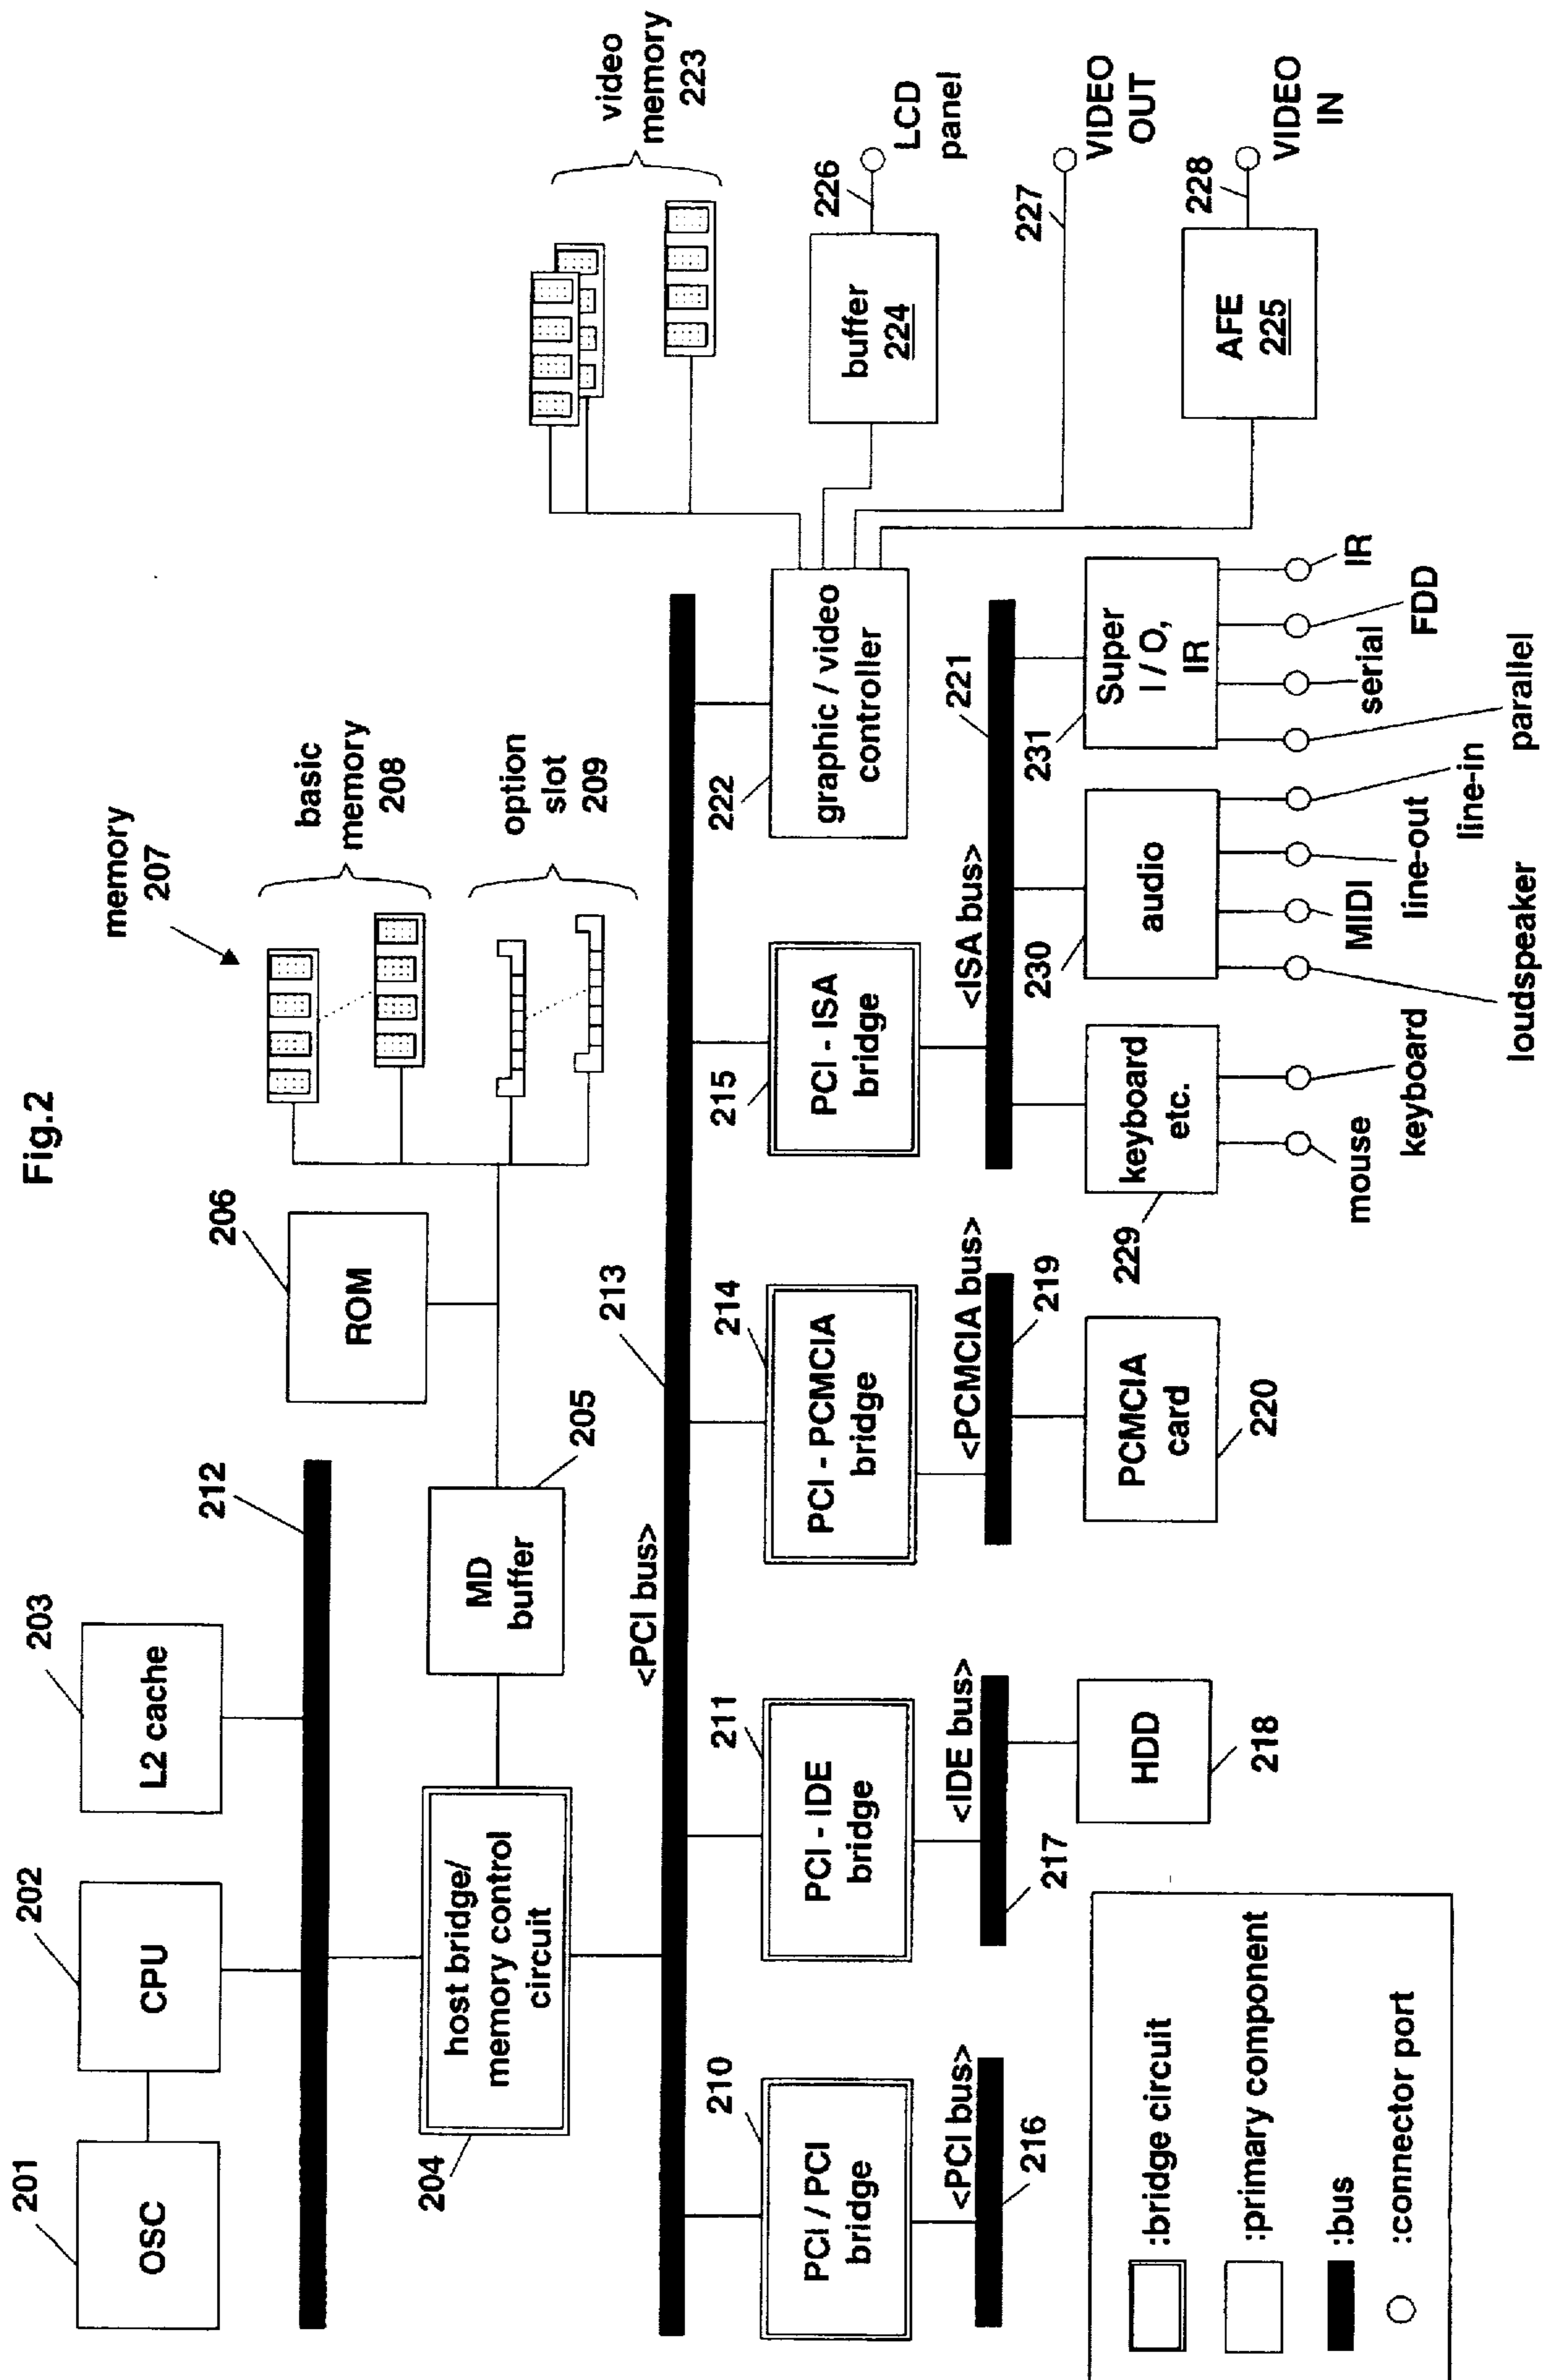 Fig.2
201
OSC
202
CPU
203
L2 cache
212
204
host bridge/
memory control
circuit
MD
buffer
205
206
ROM
memory
207
basic
memory
208
option
slot
209
video
memory
223
<PCI bus>
213
210
PCI / PCI
bridge
211
PCI - IDE
bridge
214
PCI - PCMCIA
bridge
215
PCI - ISA
bridge
222
graphic / video
controller
buffer
224
226
LCD
panel
227
VIDEO
OUT
AFE
225
228
VIDEO
IN
<PCI bus>
216
<IDE bus>
217
HDD
218
<PCMCIA bus>
219
PCMCIA
card
220
<ISA bus>
221
229
keyboard
etc.
mouse
keyboard
230
audio
loudspeaker
MIDI
line-out
line-in
231
Super
I / O,
IR
parallel
serial
FDD
IR
:bridge circuit
:primary component
:bus
:connector port